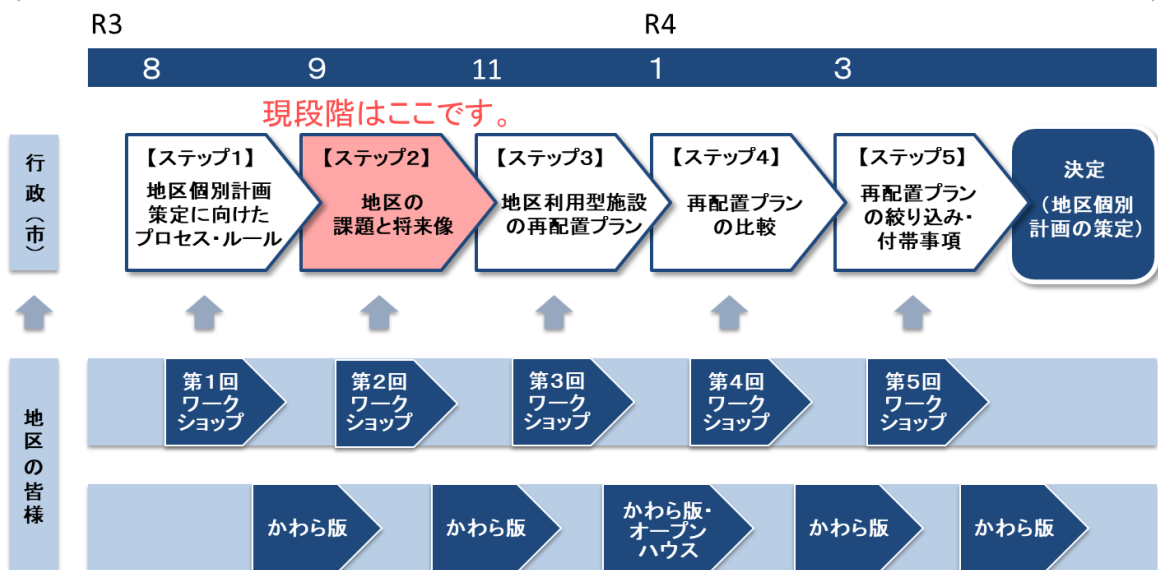 R3
R4
8
9
11
1
3
現段階はここです。
行政（市）
【ステップ1】
地区個別計画
策定に向けた
プロセス・ルール
【ステップ2】
地区の
課題と将来像
【ステップ3】
地区利用型施設
の再配置プラン
【ステップ4】
再配置プラン
の比較
【ステップ5】
再配置プラン
の絞り込み・
付帯事項
決定
（地区個別
計画の策定）
地区の皆様
第1回
ワーク
ショップ
第2回
ワーク
ショップ
第3回
ワーク
ショップ
第4回
ワーク
ショップ
第5回
ワーク
ショップ
かわら版
かわら版
かわら版・
オープン
ハウス
かわら版
かわら版